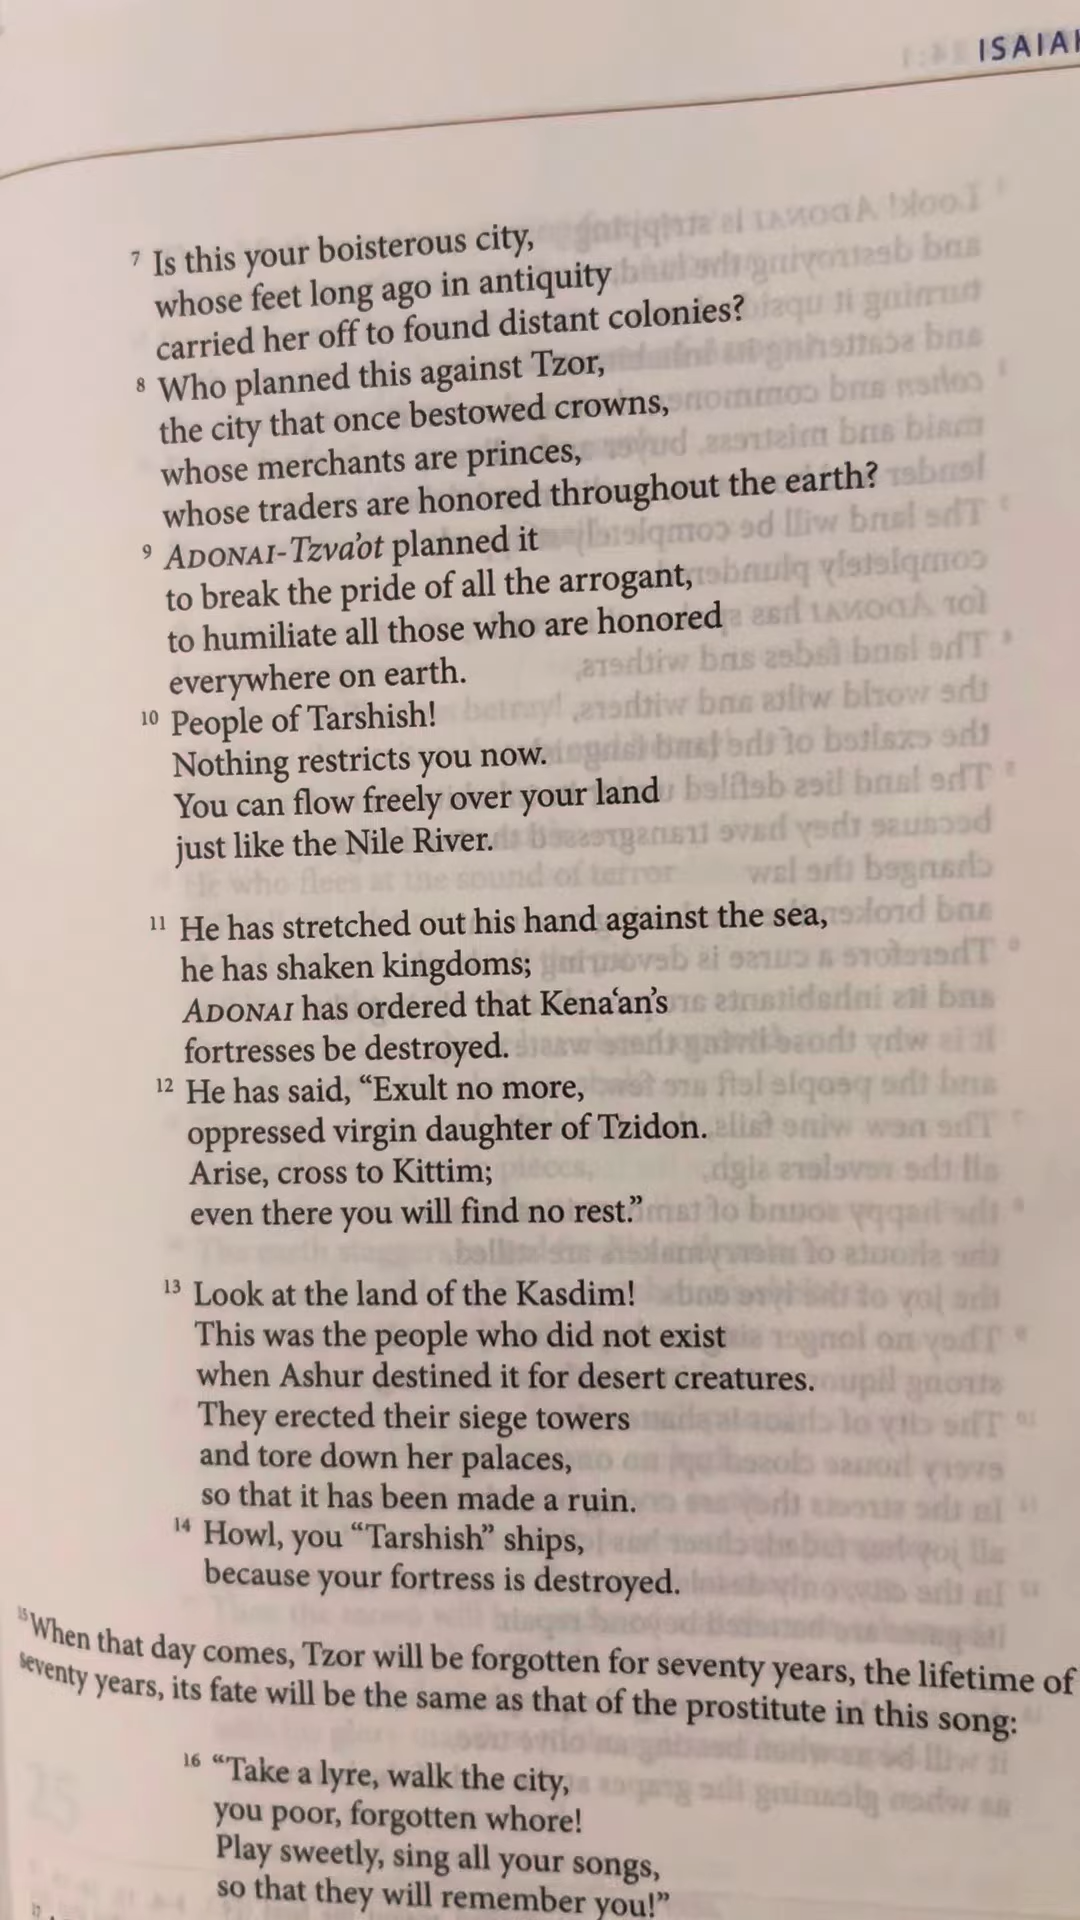 ISAIAH
7 Is this your boisterous city,
whose feet long ago in antiquity
carried her off to found distant colonies?
8 Who planned this against Tzor,
the city that once bestowed crowns,
whose merchants are princes,
whose traders are honored throughout the earth?
9 ADONAI-Tzva’ot planned it
to break the pride of all the arrogant,
to humiliate all those who are honored
everywhere on earth.
10 People of Tarshish!
Nothing restricts you now.
You can flow freely over your land
just like the Nile River.
11 He has stretched out his hand against the sea,
he has shaken kingdoms;
ADONAI has ordered that Kena‘an’s
fortresses be destroyed.
12 He has said, “Exult no more,
oppressed virgin daughter of Tzidon.
Arise, cross to Kittim;
even there you will find no rest.”
13 Look at the land of the Kasdim!
This was the people who did not exist
when Ashur destined it for desert creatures.
They erected their siege towers
and tore down her palaces,
so that it has been made a ruin.
14 Howl, you “Tarshish” ships,
because your fortress is destroyed.
15 When that day comes, Tzor will be forgotten for seventy years, the lifetime of
seventy years, its fate will be the same as that of the prostitute in this song:
16 “Take a lyre, walk the city,
you poor, forgotten whore!
Play sweetly, sing all your songs,
so that they will remember you!”
17